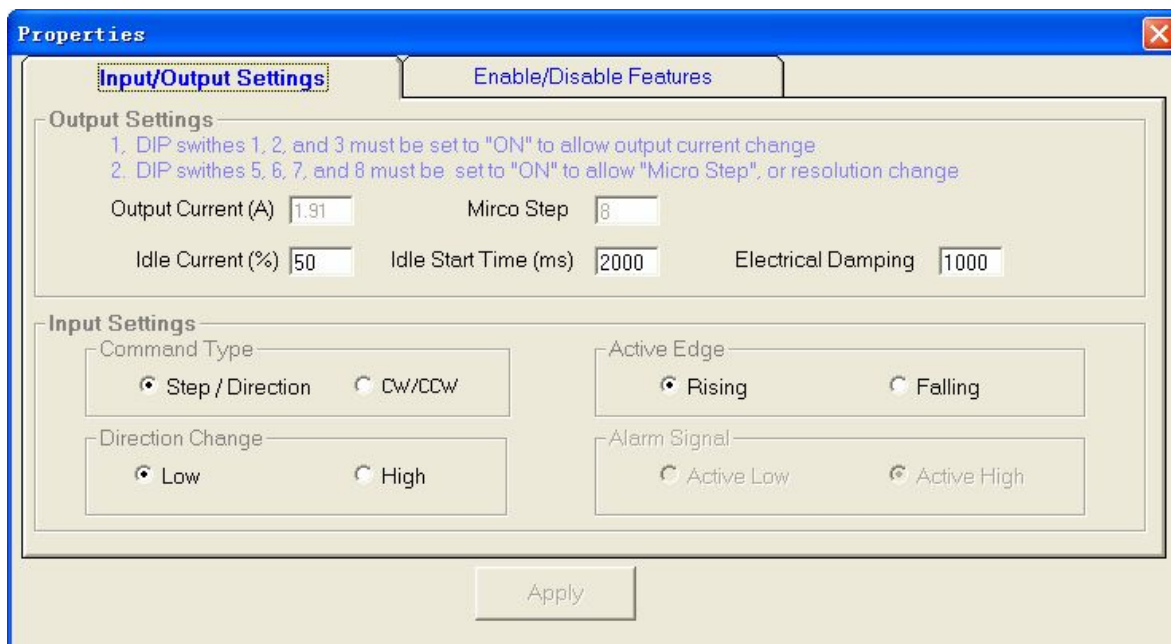 Properties
Input/Output Settings Enable/Disable Features
Output Settings
1, DIP swithes 1, 2, and 3 must be set to "ON" to allow output current change
2. DIP swithes 5, 6, 7, and 8 must be set to "ON" to allow "Micro Step", or resolution change
Output Current (A) 1.91 Mirco Step 8
Idle Current (%) 50 Idle Start Time (ms) 2000 Electrical Damping 1000
Input Settings
Command Type Active Edge
Step / Direction CW/CCW Rising Falling
Direction Change Alarm Signal
Low High Active Low Active High
Apply